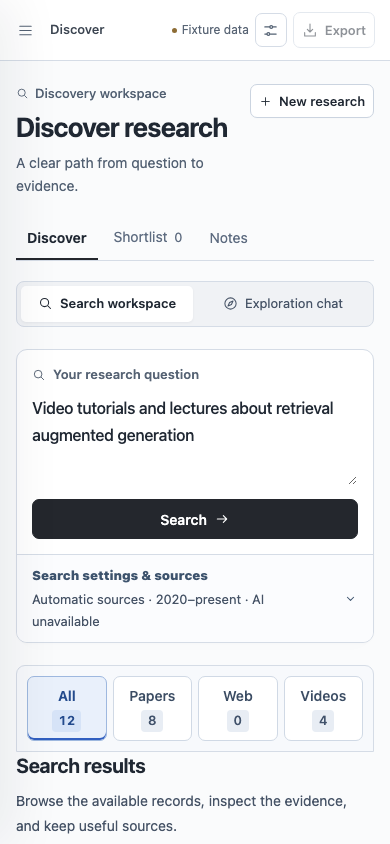 Discover
Fixture data
Export
Discovery workspace
New research
Discover research
A clear path from question to
evidence.
Discover
Shortlist 0
Notes
Search workspace
Exploration chat
Your research question
Video tutorials and lectures about retrieval
augmented generation
Search →
Search settings & sources
Automatic sources · 2020–present · AI
unavailable
All
12
Papers
8
Web
0
Videos
4
Search results
Browse the available records, inspect the evidence,
and keep useful sources.